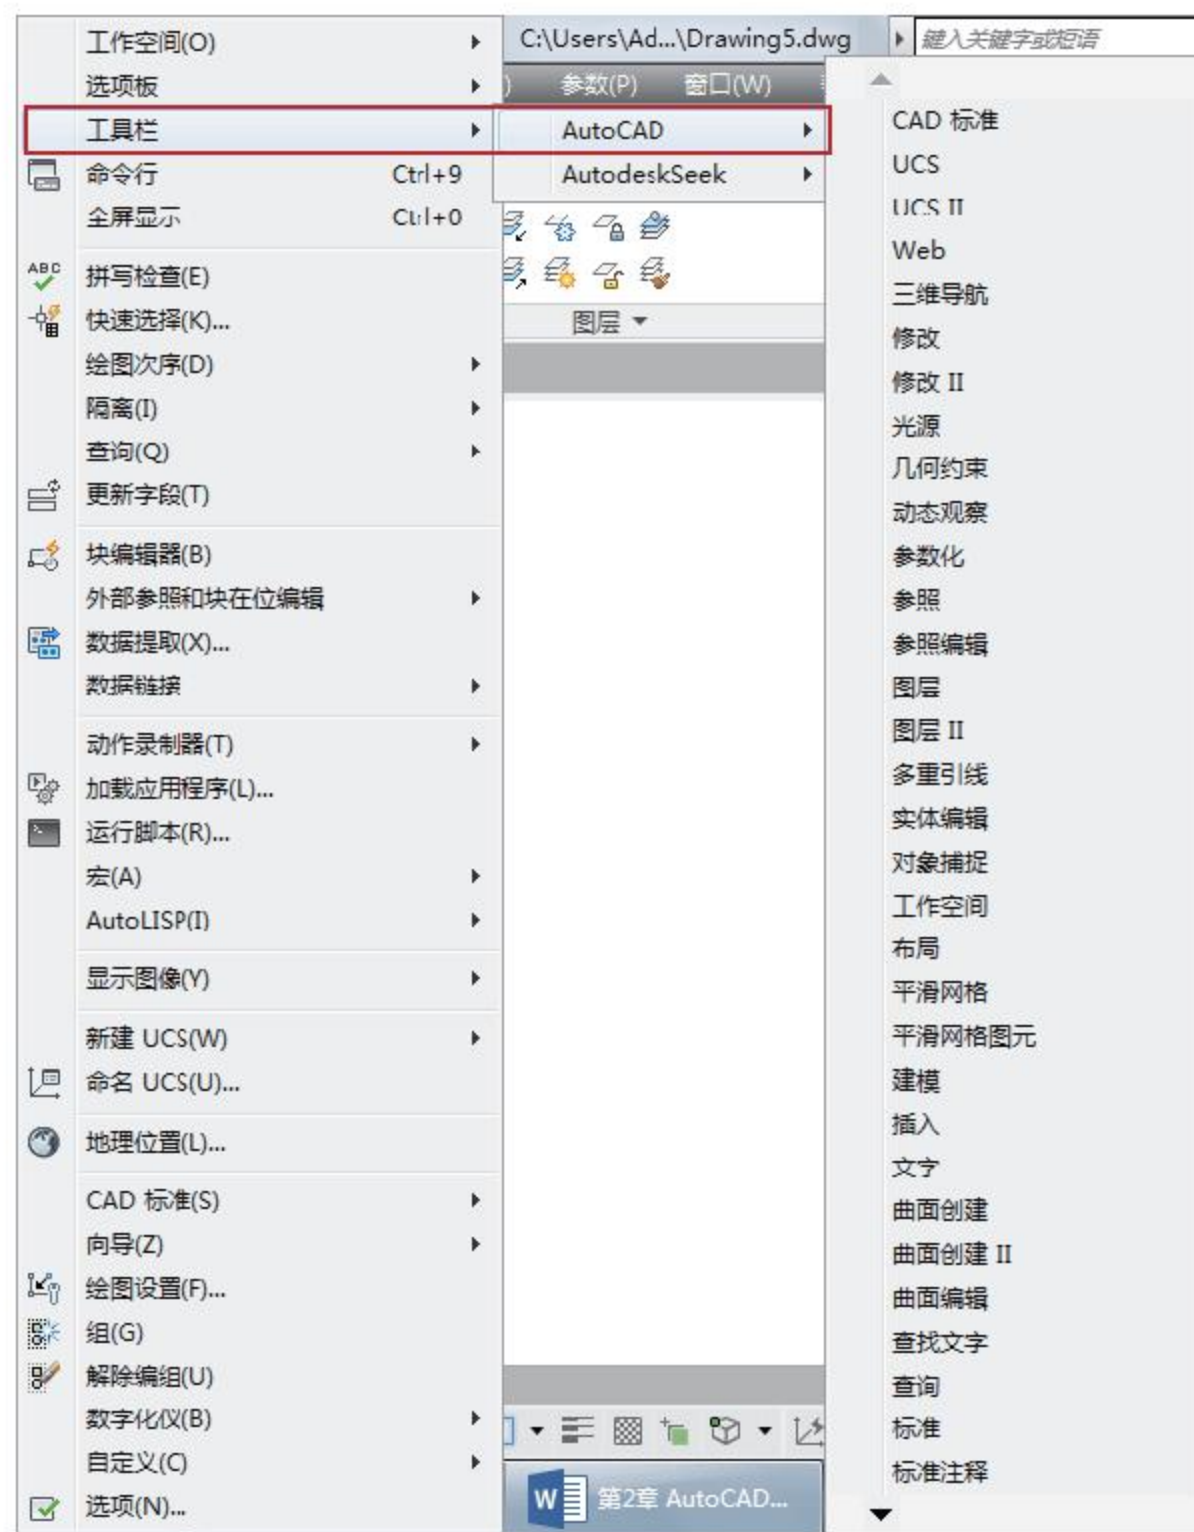 工作空间(O)
选项板
工具栏
命令行 Ctrl+9
全屏显示 Ctrl+0
ABC
拼写检查(E)
快速选择(K)...
绘图次序(D)
隔离(I)
查询(Q)
更新字段(T)
块编辑器(B)
外部参照和块在位编辑
数据提取(X)...
数据链接
动作录制器(T)
加载应用程序(L)...
运行脚本(R)...
宏(A)
AutoLISP(I)
显示图像(Y)
新建 UCS(W)
命名 UCS(U)...
地理位置(L)...
CAD 标准(S)
向导(Z)
绘图设置(F)...
组(G)
解除编组(U)
数字化仪(B)
自定义(C)
选项(N)...
C:\Users\Ad...\Drawing5.dwg
键入关键字或短语
) 参数(P) 窗口(W)
AutoCAD
AutodeskSeek
图层
W 第2章 AutoCAD...
CAD 标准
UCS
UCS II
Web
三维导航
修改
修改 II
光源
几何约束
动态观察
参数化
参照
参照编辑
图层
图层 II
多重引线
实体编辑
对象捕捉
工作空间
布局
平滑网格
平滑网格图元
建模
插入
文字
曲面创建
曲面创建 II
曲面编辑
查找文字
查询
标准
标准注释